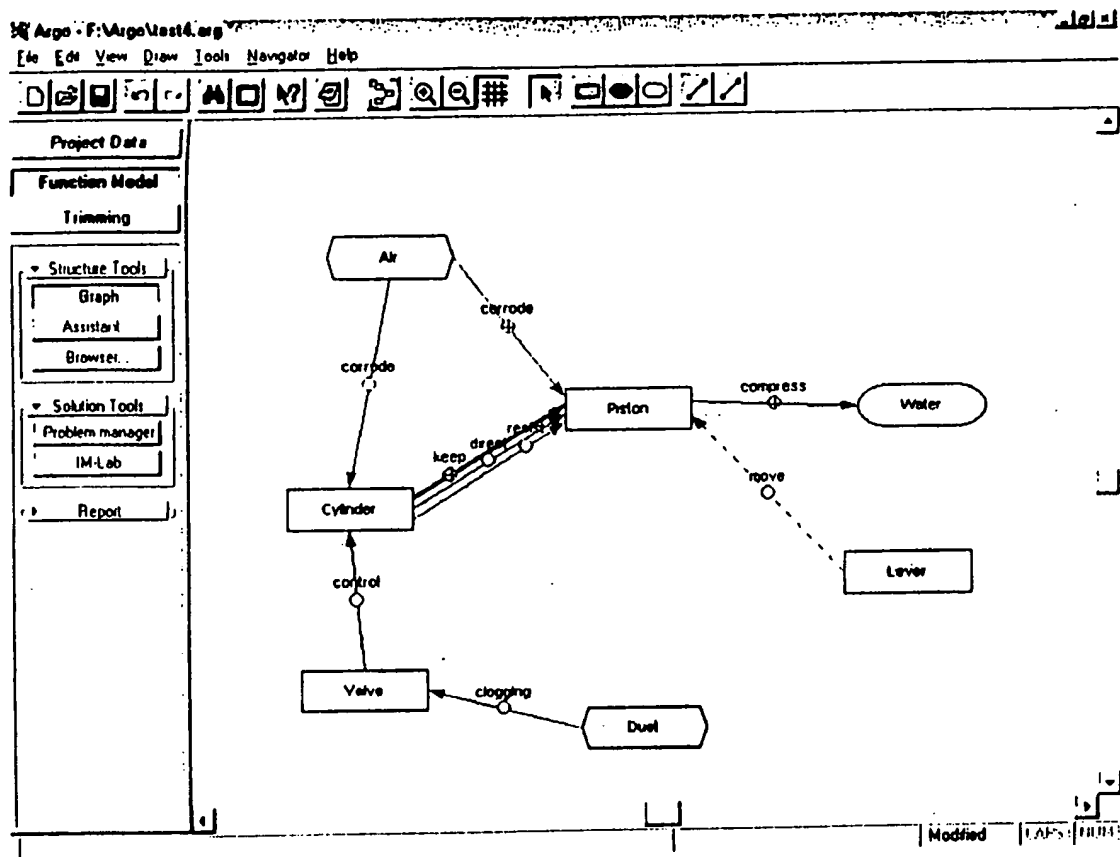 Argo - F:\Argo\test4.arg
File Edit View Draw Tools Navigator Help
Project Data
Function Model
Trimming
Structure Tools
Graph
Assistant
Browser...
Solution Tools
Problem manager
IM-Lab
Report
Air
corrode
corrode
Piston
compress
Water
keep
direct
resist
move
Cylinder
Lever
control
Valve
clogging
Dust
Modified
CAPS
NUM